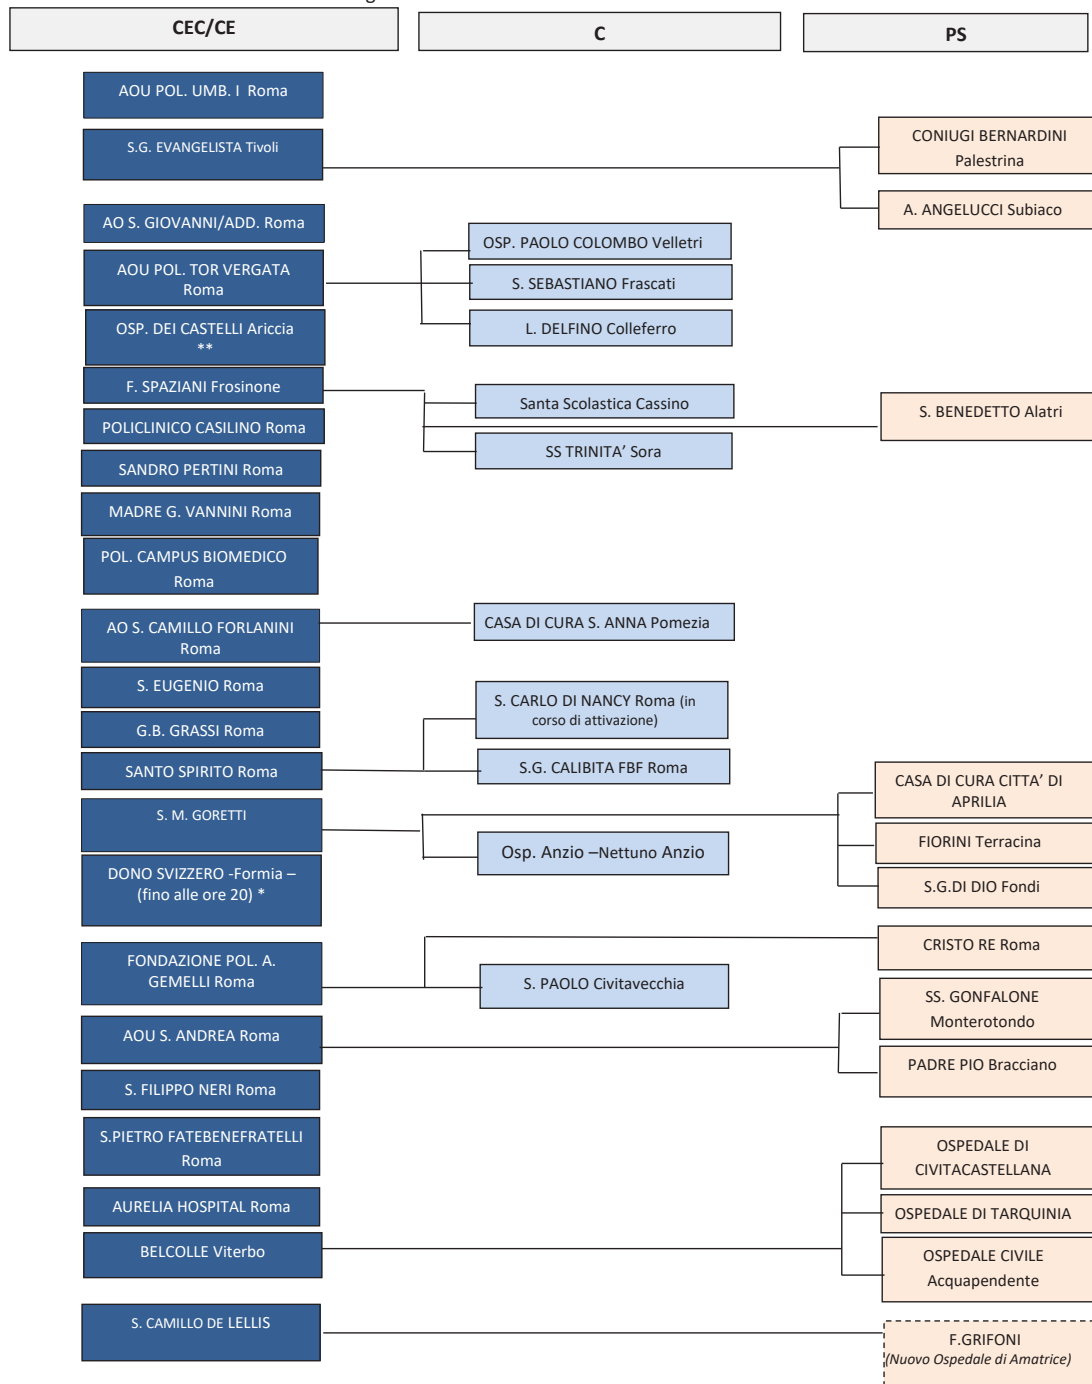 CEC/CE
C
PS
AOU POL. UMB. I Roma
S.G. EVANGELISTA Tivoli
CONIUGI BERNARDINI
Palestrina
A. ANGELUCCI Subiaco
AO S. GIOVANNI/ADD. Roma
AOU POL. TOR VERGATA
Roma
OSP. PAOLO COLOMBO Velletri
S. SEBASTIANO Frascati
L. DELFINO Colleferro
OSP. DEI CASTELLI Ariccia
**
F. SPAZIANI Frosinone
Santa Scolastica Cassino
S. BENEDETTO Alatri
SS TRINITA’ Sora
POLICLINICO CASILINO Roma
SANDRO PERTINI Roma
MADRE G. VANNINI Roma
POL. CAMPUS BIOMEDICO
Roma
AO S. CAMILLO FORLANINI
Roma
CASA DI CURA S. ANNA Pomezia
S. EUGENIO Roma
G.B. GRASSI Roma
SANTO SPIRITO Roma
S. CARLO DI NANCY Roma (in
corso di attivazione)
S.G. CALIBITA FBF Roma
S. M. GORETTI
Osp. Anzio –Nettuno Anzio
CASA DI CURA CITTA’ DI
APRILIA
FIORINI Terracina
S.G.DI DIO Fondi
DONO SVIZZERO -Formia –
(fino alle ore 20) *
FONDAZIONE POL. A.
GEMELLI Roma
S. PAOLO Civitavecchia
CRISTO RE Roma
AOU S. ANDREA Roma
SS. GONFALONE
Monterotondo
PADRE PIO Bracciano
S. FILIPPO NERI Roma
S.PIETRO FATEBENEFRATELLI
Roma
AURELIA HOSPITAL Roma
BELCOLLE Viterbo
OSPEDALE DI
CIVITACASTELLANA
OSPEDALE DI TARQUINIA
OSPEDALE CIVILE
Acquapendente
S. CAMILLO DE LELLIS
F.GRIFONI
(Nuovo Ospedale di Amatrice)